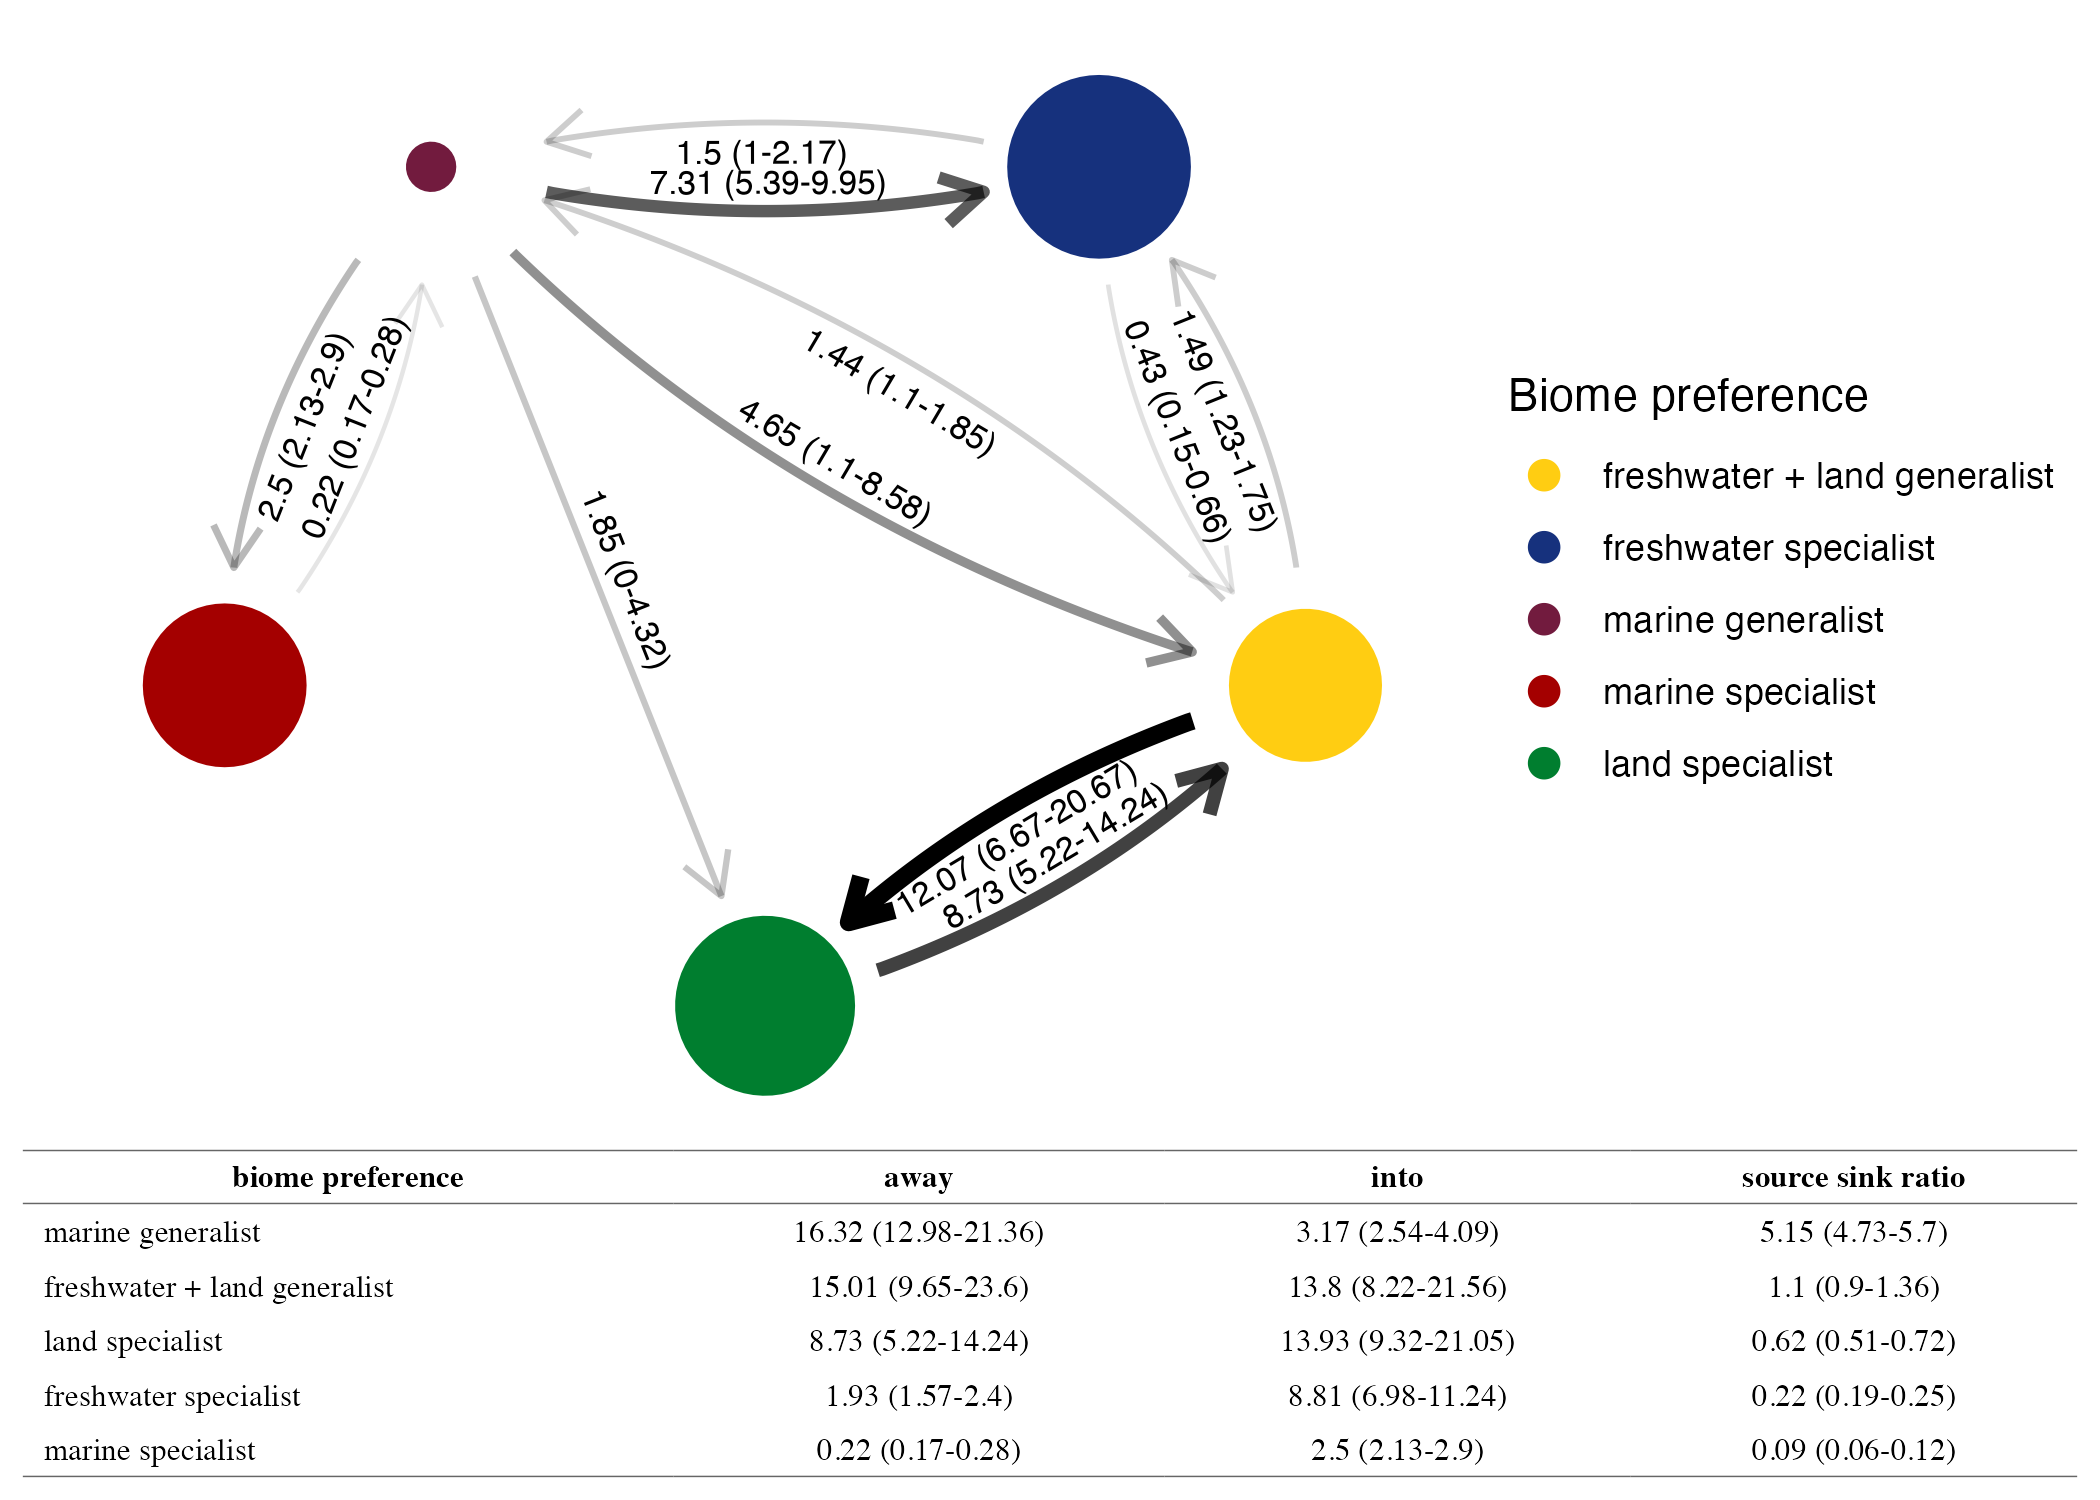 1.5 (1-2.17)
7.31 (5.39-9.95)
2.5 (2.13-2.9)
0.22 (0.17-0.28)
1.44 (1.1-1.85)
4.65 (1.1-8.58)
1.85 (0-4.32)
1.49 (1.23-1.75)
0.43 (0.15-0.66)
12.07 (6.67-20.67)
8.73 (5.22-14.24)
Biome preference
freshwater + land generalist
freshwater specialist
marine generalist
marine specialist
land specialist
biome preference away into source sink ratio
marine generalist 16.32 (12.98-21.36) 3.17 (2.54-4.09) 5.15 (4.73-5.7)
freshwater + land generalist 15.01 (9.65-23.6) 13.8 (8.22-21.56) 1.1 (0.9-1.36)
land specialist 8.73 (5.22-14.24) 13.93 (9.32-21.05) 0.62 (0.51-0.72)
freshwater specialist 1.93 (1.57-2.4) 8.81 (6.98-11.24) 0.22 (0.19-0.25)
marine specialist 0.22 (0.17-0.28) 2.5 (2.13-2.9) 0.09 (0.06-0.12)